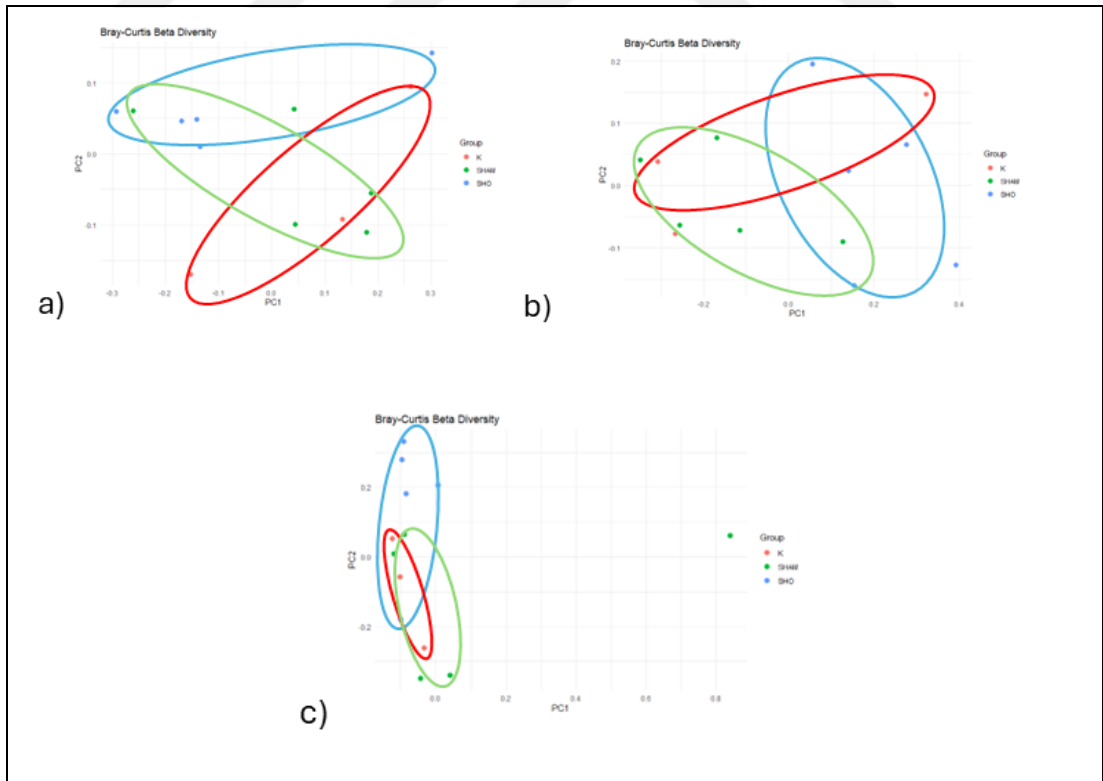 Bray-Curtis Beta Diversity
0.1
0.0
-0.1
PC2
-0.3
-0.2
-0.1
0.0
0.1
0.2
0.3
PC1
Group
K
SHAM
SHO
a)
Bray-Curtis Beta Diversity
0.2
0.1
0.0
-0.1
PC2
-0.2
0.0
0.2
0.4
PC1
Group
K
SHAM
SHO
b)
Bray-Curtis Beta Diversity
0.2
0.0
-0.2
PC2
0.0
0.2
0.4
0.6
0.8
PC1
Group
K
SHAM
SHO
c)